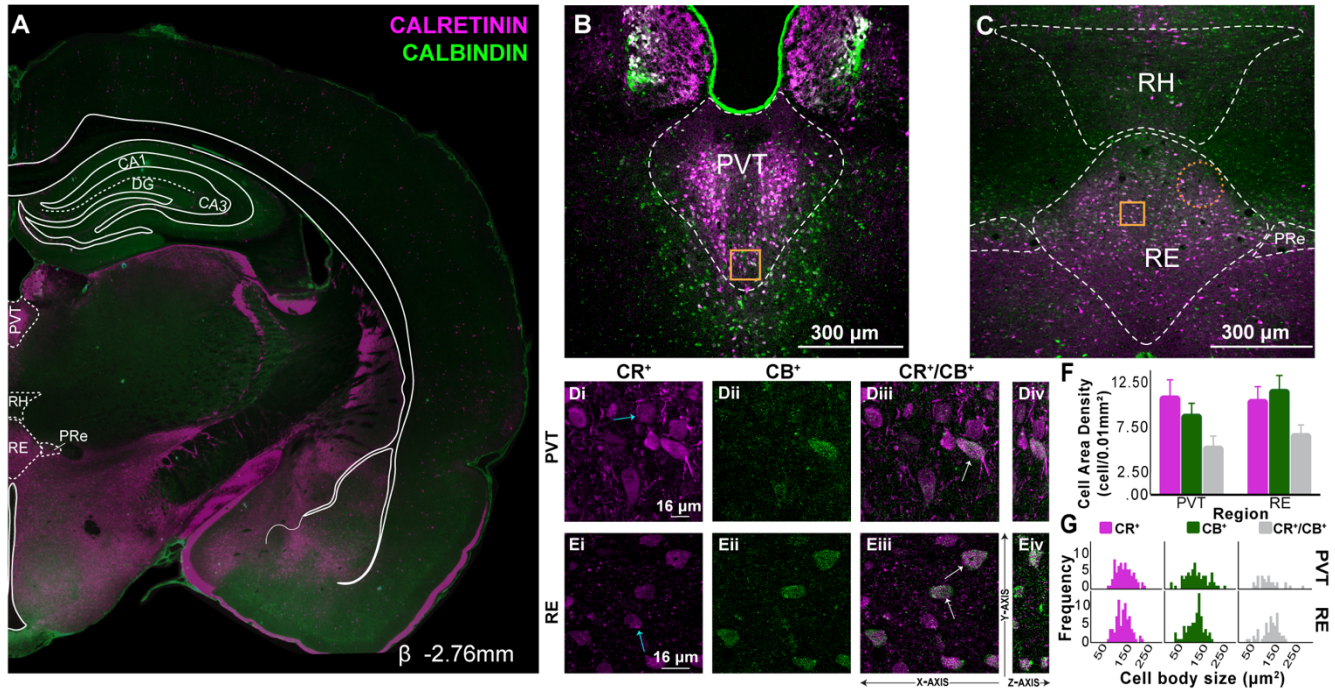 A
CALRETININ
CALBINDIN
CA1
DG
CA3
PVT
RH
RE
PRe
β -2.76mm
B
PVT
300 µm
C
RH
RE
PRe
300 µm
CR⁺
CB⁺
CR⁺/CB⁺
PVT
Di
16 µm
Dii
Diii
Div
RE
Ei
16 µm
Eii
Eiii
Eiv
Y-AXIS
X-AXIS
Z-AXIS
F
Cell Area Density
(cell/0.01mm²)
12.50
7.50
2.50
.00
PVT
RE
Region
G
CR⁺
CB⁺
CR⁺/CB⁺
Frequency
10
5
0
PVT
10
5
0
RE
50
150
250
50
150
250
50
150
250
Cell body size (µm²)